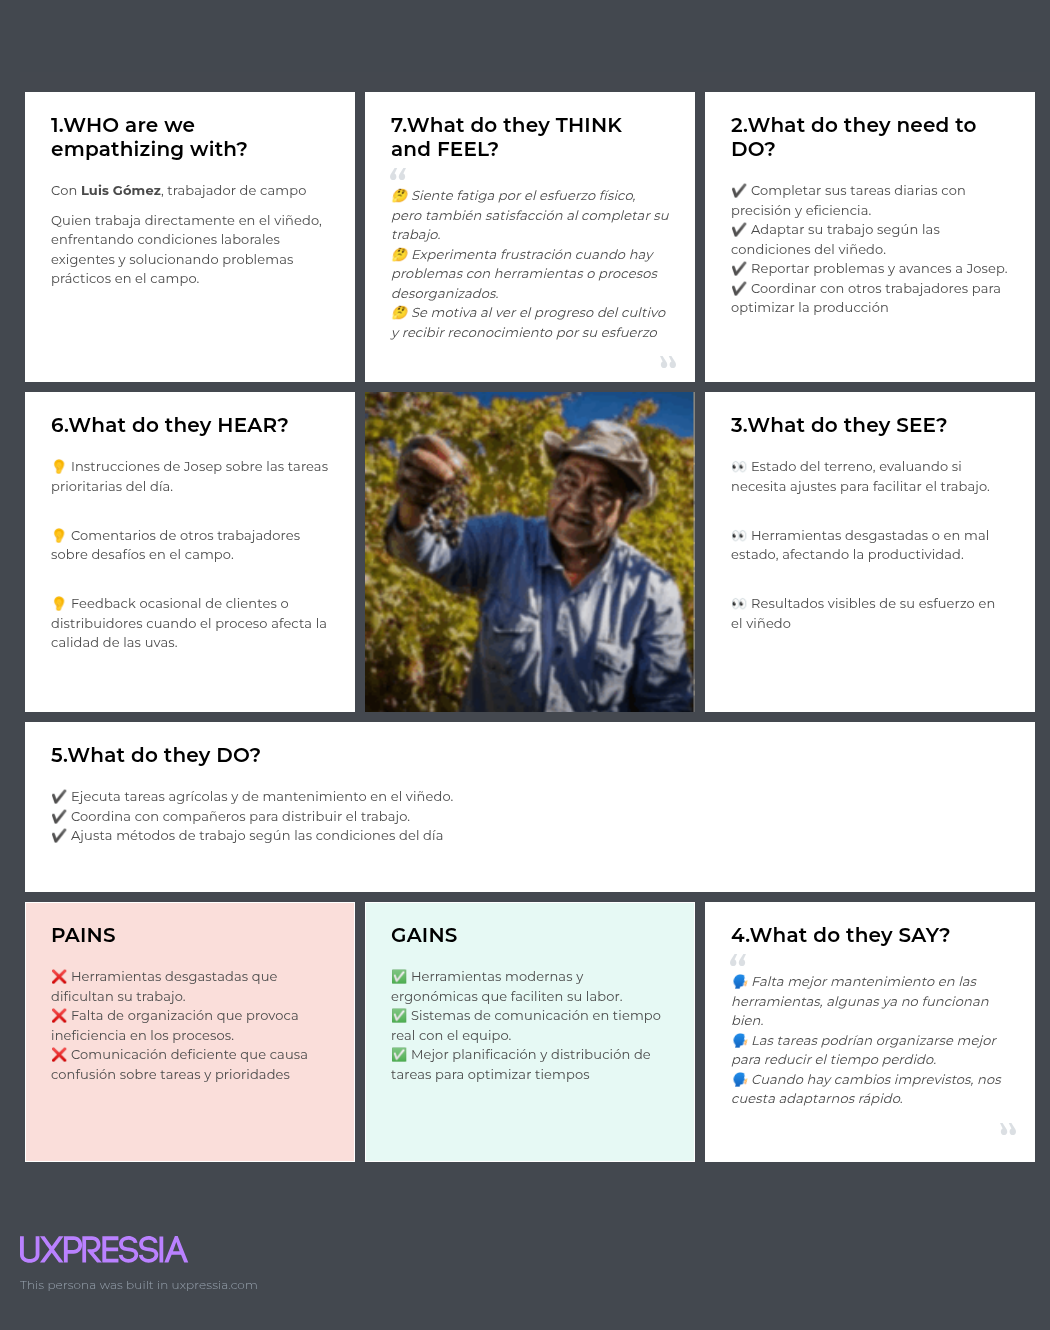 1.WHO are we
empathizing with?
Con Luis Gómez, trabajador de campo
Quien trabaja directamente en el viñedo,
enfrentando condiciones laborales
exigentes y solucionando problemas
prácticos en el campo.
7.What do they THINK
and FEEL?
“
🤔 Siente fatiga por el esfuerzo físico,
pero también satisfacción al completar su
trabajo.
🤔 Experimenta frustración cuando hay
problemas con herramientas o procesos
desorganizados.
🤔 Se motiva al ver el progreso del cultivo
y recibir reconocimiento por su esfuerzo
”
2.What do they need to
DO?
✔️ Completar sus tareas diarias con
precisión y eficiencia.
✔️ Adaptar su trabajo según las
condiciones del viñedo.
✔️ Reportar problemas y avances a Josep.
✔️ Coordinar con otros trabajadores para
optimizar la producción
6.What do they HEAR?
💡 Instrucciones de Josep sobre las tareas
prioritarias del día.
💡 Comentarios de otros trabajadores
sobre desafíos en el campo.
💡 Feedback ocasional de clientes o
distribuidores cuando el proceso afecta la
calidad de las uvas.
3.What do they SEE?
👀 Estado del terreno, evaluando si
necesita ajustes para facilitar el trabajo.
👀 Herramientas desgastadas o en mal
estado, afectando la productividad.
👀 Resultados visibles de su esfuerzo en
el viñedo
5.What do they DO?
✔️ Ejecuta tareas agrícolas y de mantenimiento en el viñedo.
✔️ Coordina con compañeros para distribuir el trabajo.
✔️ Ajusta métodos de trabajo según las condiciones del día
PAINS
❌ Herramientas desgastadas que
dificultan su trabajo.
❌ Falta de organización que provoca
ineficiencia en los procesos.
❌ Comunicación deficiente que causa
confusión sobre tareas y prioridades
GAINS
✅ Herramientas modernas y
ergonómicas que faciliten su labor.
✅ Sistemas de comunicación en tiempo
real con el equipo.
✅ Mejor planificación y distribución de
tareas para optimizar tiempos
4.What do they SAY?
“
🗣️ Falta mejor mantenimiento en las
herramientas, algunas ya no funcionan
bien.
🗣️ Las tareas podrían organizarse mejor
para reducir el tiempo perdido.
🗣️ Cuando hay cambios imprevistos, nos
cuesta adaptarnos rápido.
”
UXPRESSIA
This persona was built in uxpressia.com